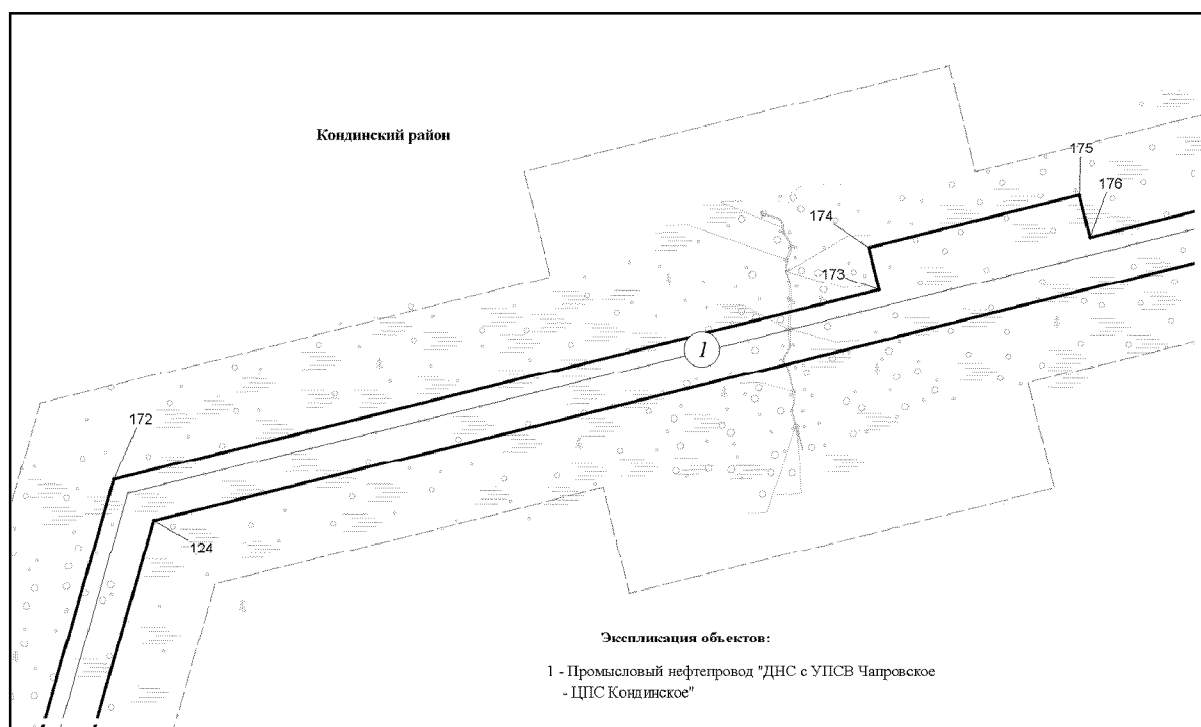 Кондинский район
175
176
174
173
1
172
124
Экспликация объектов:
1 - Промысловый нефтепровод "ДНС с УПСВ Чапровское
- ЦПС Кондинское"